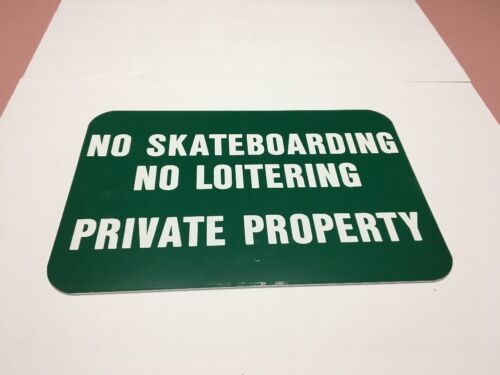 NO SKATEBOARDING
NO LOITERING
PRIVATE PROPERTY